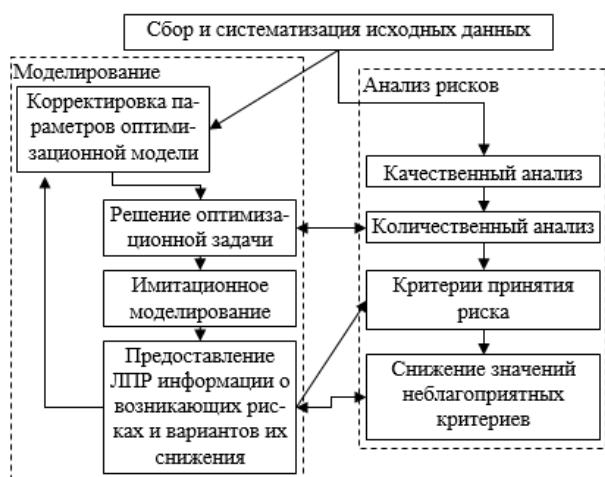 Сбор и систематизация исходных данных
Моделирование
Корректировка па-
раметров оптими-
зационной модели
Решение оптимиза-
ционной задачи
Имитационное
моделирование
Предоставление
ЛПР информации о
возникающих рис-
ках и вариантов их
снижения
Анализ рисков
Качественный анализ
Количественный анализ
Критерии принятия
риска
Снижение значений
неблагоприятных
критериев